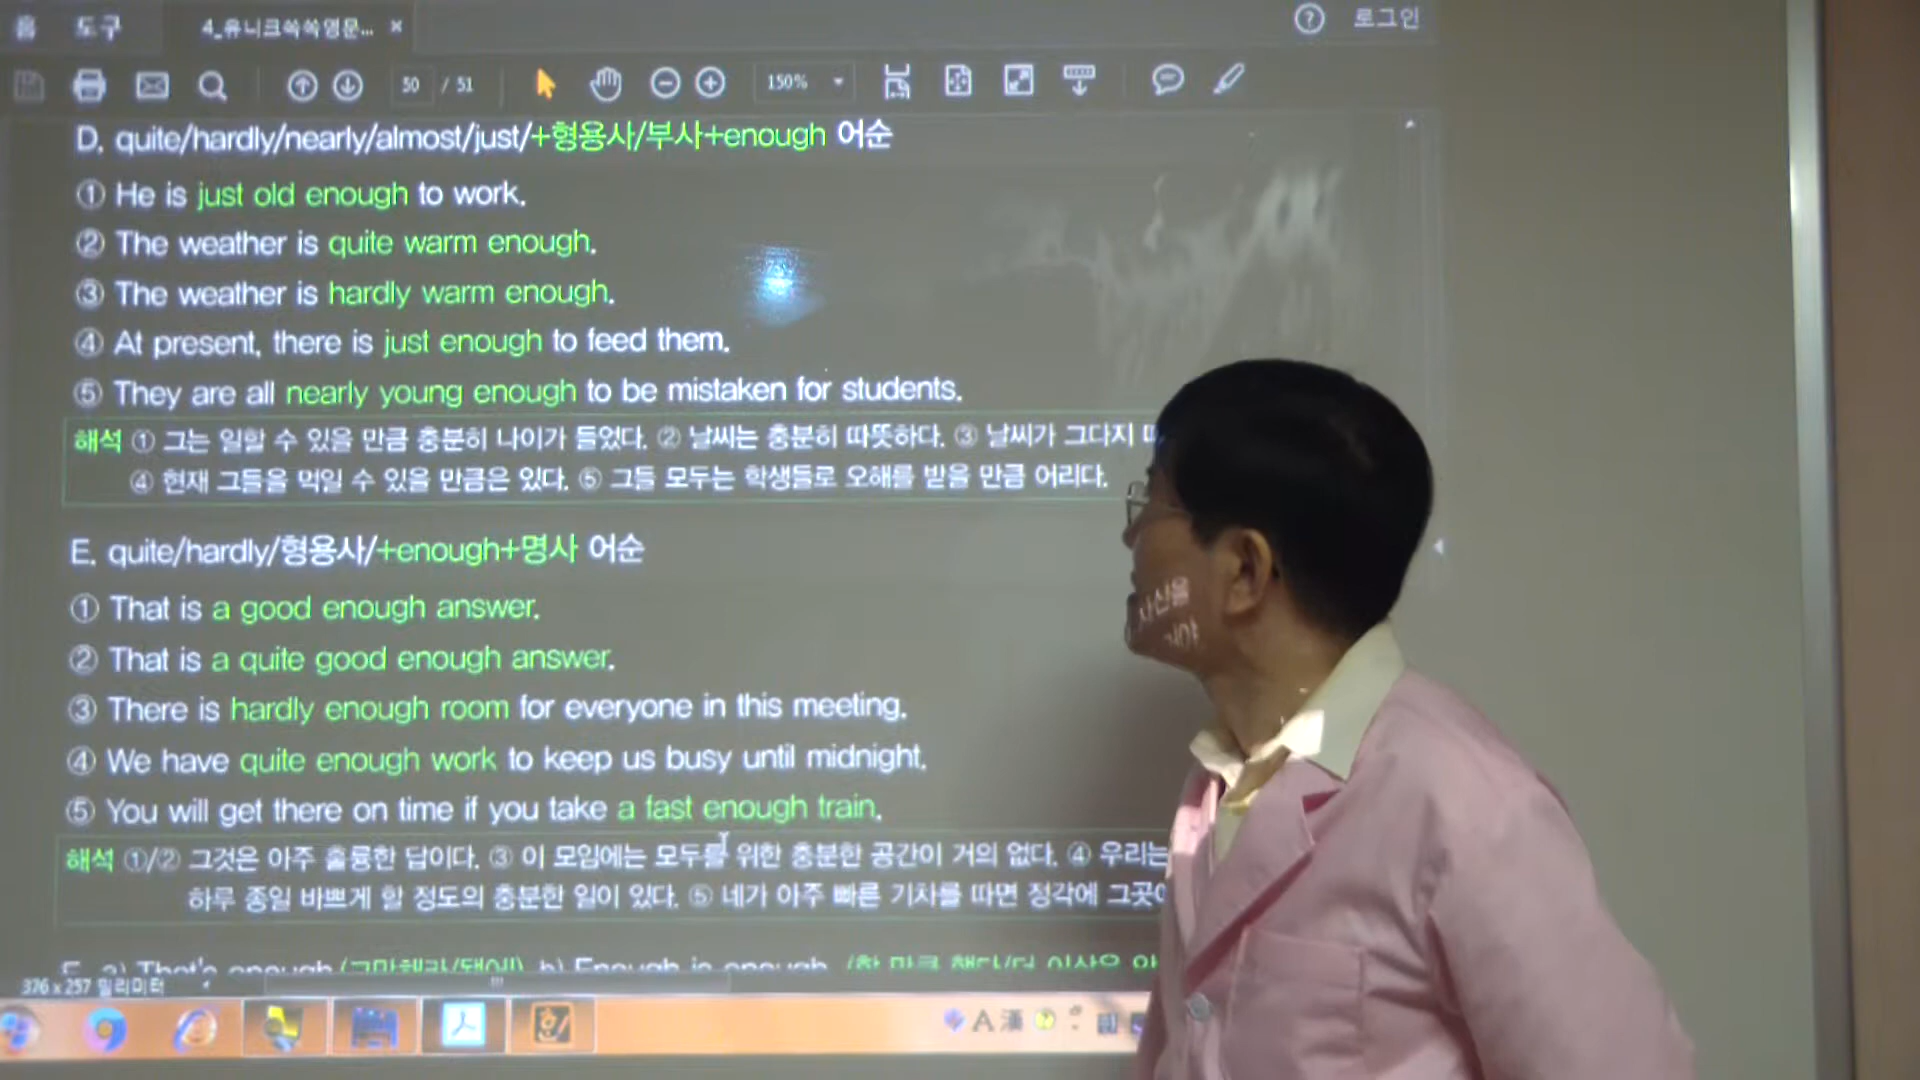 홈 도구 4_유니크쏙쏙영문... × ? 로그인
50 / 51 150%
D. quite/hardly/nearly/almost/just/+형용사/부사+enough 어순
① He is just old enough to work.
② The weather is quite warm enough.
③ The weather is hardly warm enough.
④ At present, there is just enough to feed them.
⑤ They are all nearly young enough to be mistaken for students.
해석 ① 그는 일할 수 있을 만큼 충분히 나이가 들었다. ② 날씨는 충분히 따뜻하다. ③ 날씨가 그다지
④ 현재 그들을 먹일 수 있을 만큼은 있다. ⑤ 그들 모두는 학생들로 오해를 받을 만큼 어리다.
E. quite/hardly/형용사/+enough+명사 어순
① That is a good enough answer.
② That is a quite good enough answer.
③ There is hardly enough room for everyone in this meeting.
④ We have quite enough work to keep us busy until midnight.
⑤ You will get there on time if you take a fast enough train.
해석 ①/② 그것은 아주 훌륭한 답이다. ③ 이 모임에는 모두를 위한 충분한 공간이 거의 없다. ④ 우리는
하루 종일 바쁘게 할 정도의 충분한 일이 있다. ⑤ 네가 아주 빠른 기차를 따면 정각에 그곳에
a) That's enough (그만해라/됐어!) b) Enough is enough.
376 x 257 밀리미터
A 漢